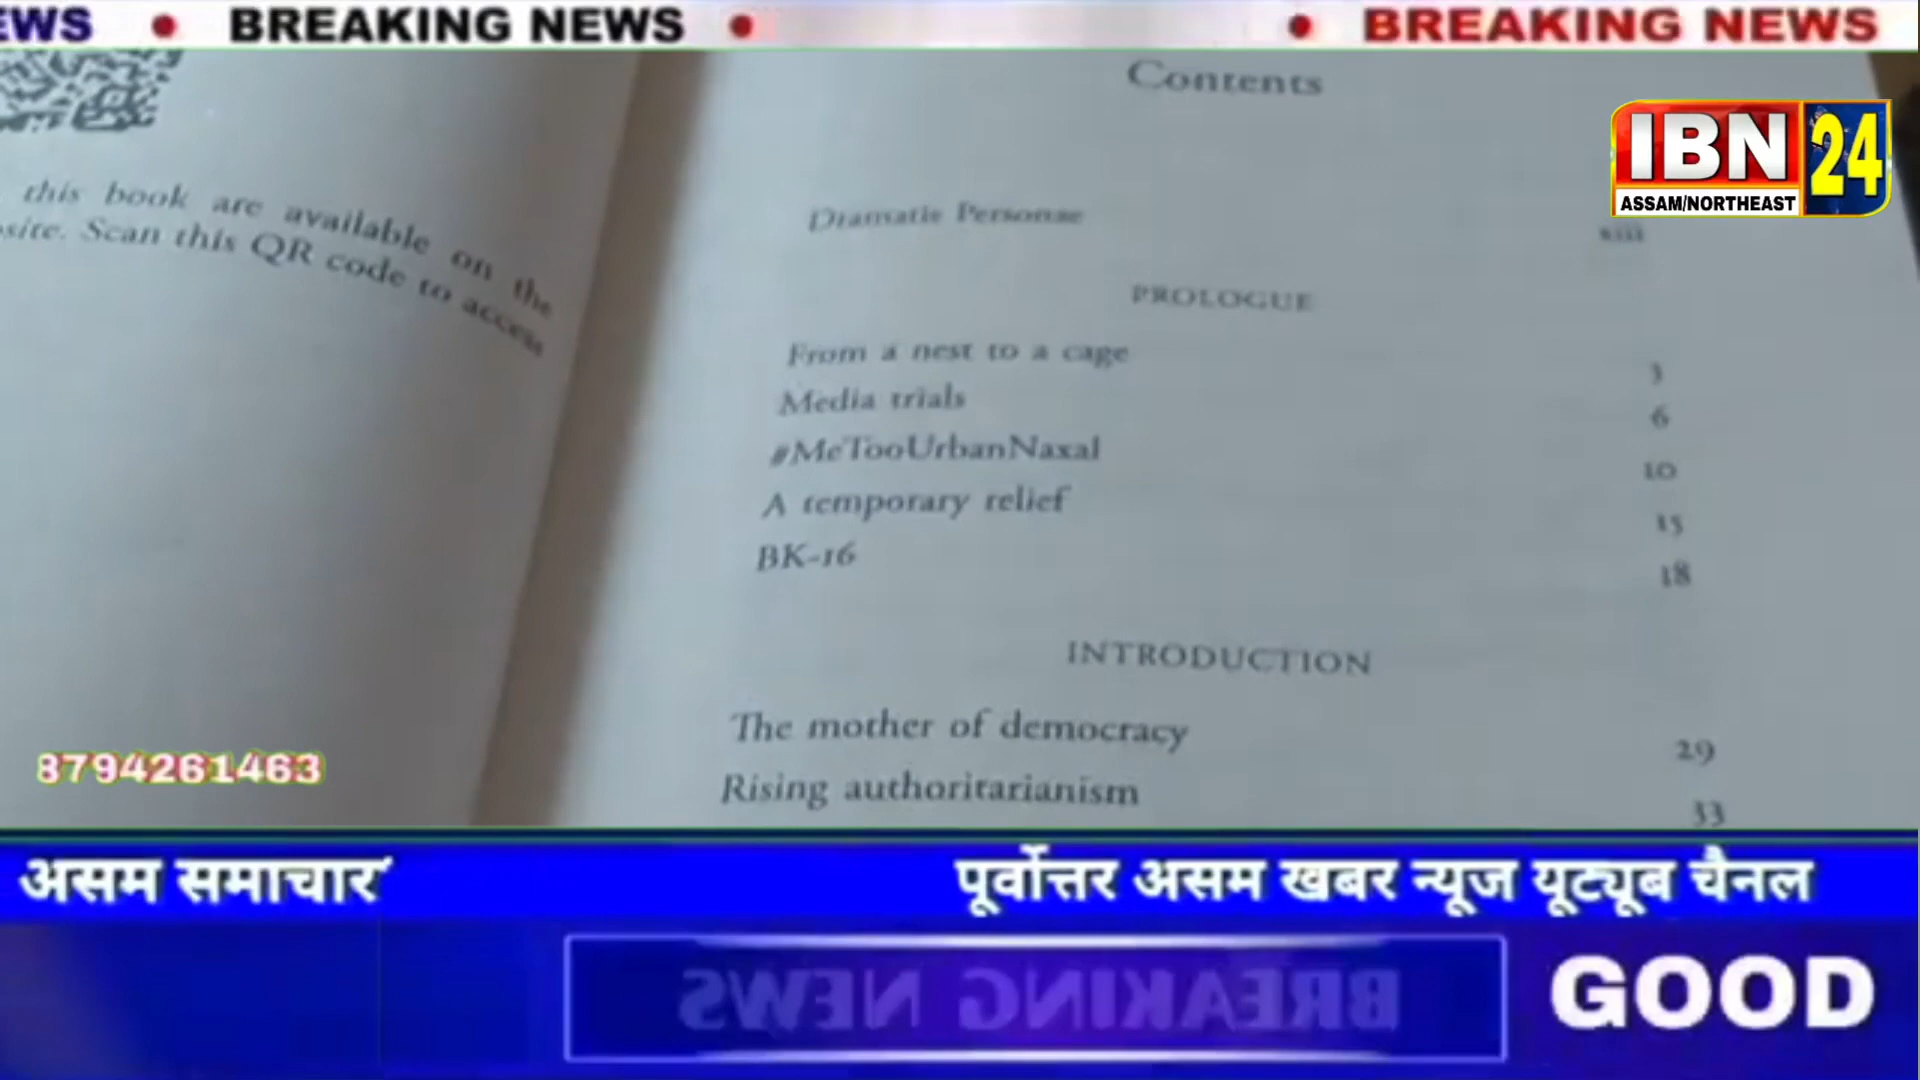 EWS • BREAKING NEWS • • BREAKING NEWS
IBN 24
ASSAM/NORTHEAST
this book are available on the
site. Scan this QR code to access
Contents
Dramatis Personae xiii
PROLOGUE
From a nest to a cage 3
Media trials 6
#MeTooUrbanNaxal 10
A temporary relief 15
BK-16 18
INTRODUCTION
The mother of democracy 29
Rising authoritarianism 33
8794261463
असम समाचार पूर्वोत्तर असम खबर न्यूज यूट्यूब चैनल
BREAKING NEWS GOOD